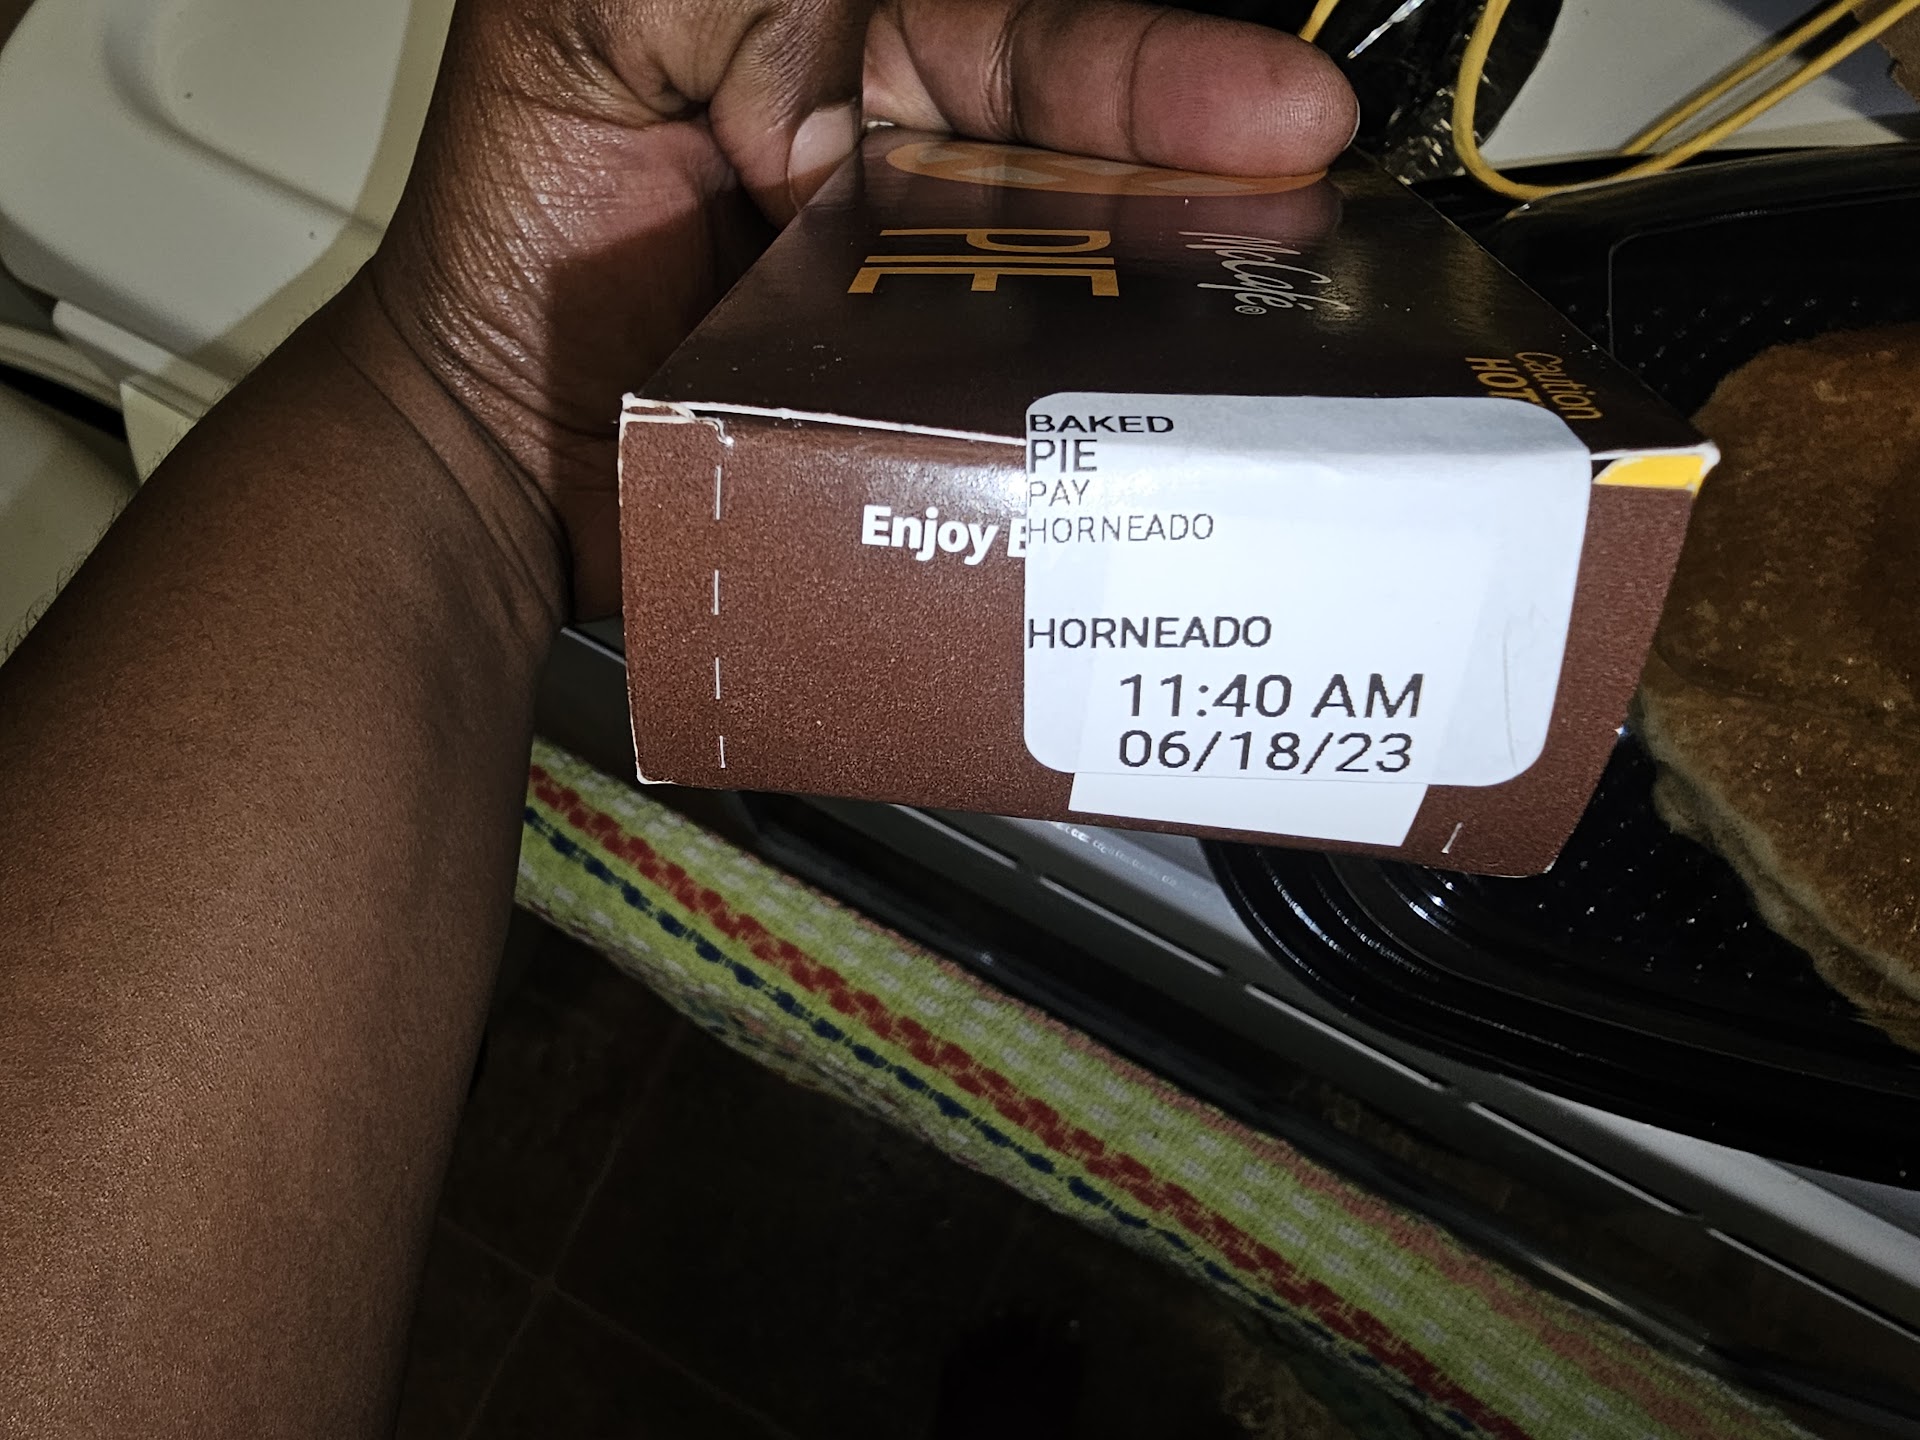 McCafé®
PIE
Caution
HOT
Enjoy
BAKED
PIE
PAY
HORNEADO
HORNEADO
11:40 AM
06/18/23